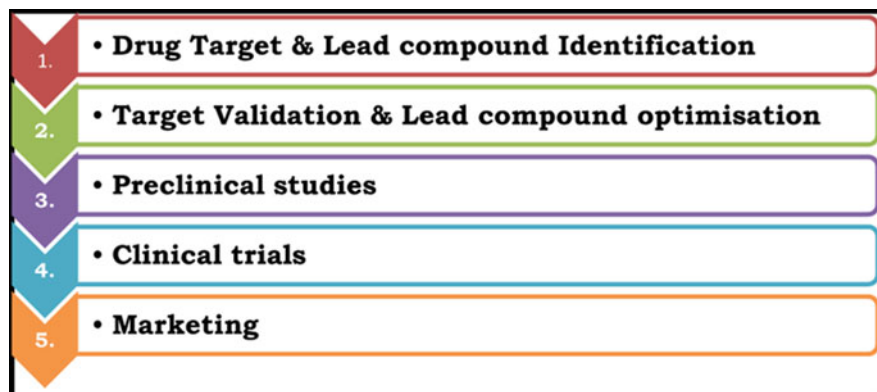 1. • Drug Target & Lead compound Identification
2. • Target Validation & Lead compound optimisation
3. • Preclinical studies
4. • Clinical trials
5. • Marketing